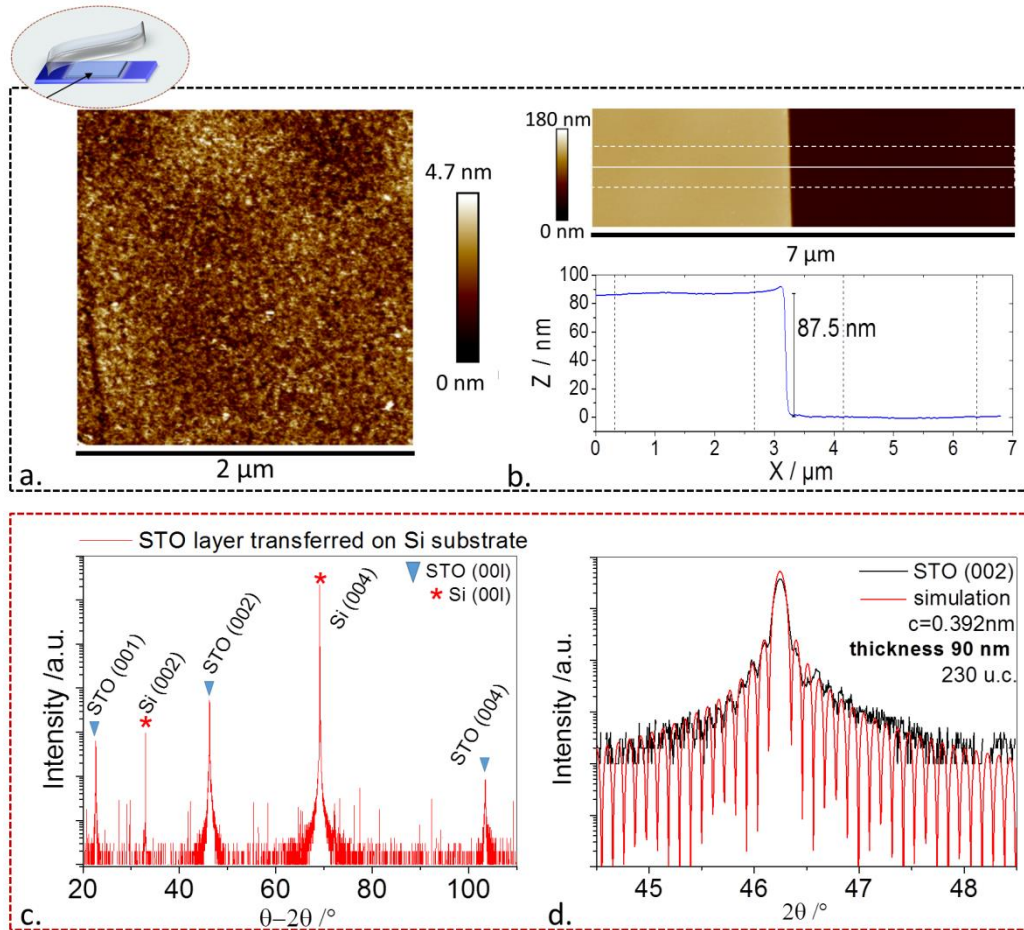 4.7 nm
0 nm
2 µm
a.
180 nm
0 nm
7 µm
100
80
60
40
20
0
Z / nm
87.5 nm
0 1 2 3 4 5 6 7
X / µm
b.
STO layer transferred on Si substrate
STO (00l)
* Si (00l)
STO (001)
* Si (002)
STO (002)
* Si (004)
STO (004)
Intensity /a.u.
20 40 60 80 100
θ–2θ /°
c.
STO (002)
simulation
c=0.392nm
thickness 90 nm
230 u.c.
Intensity /a.u.
45 46 47 48
2θ /°
d.